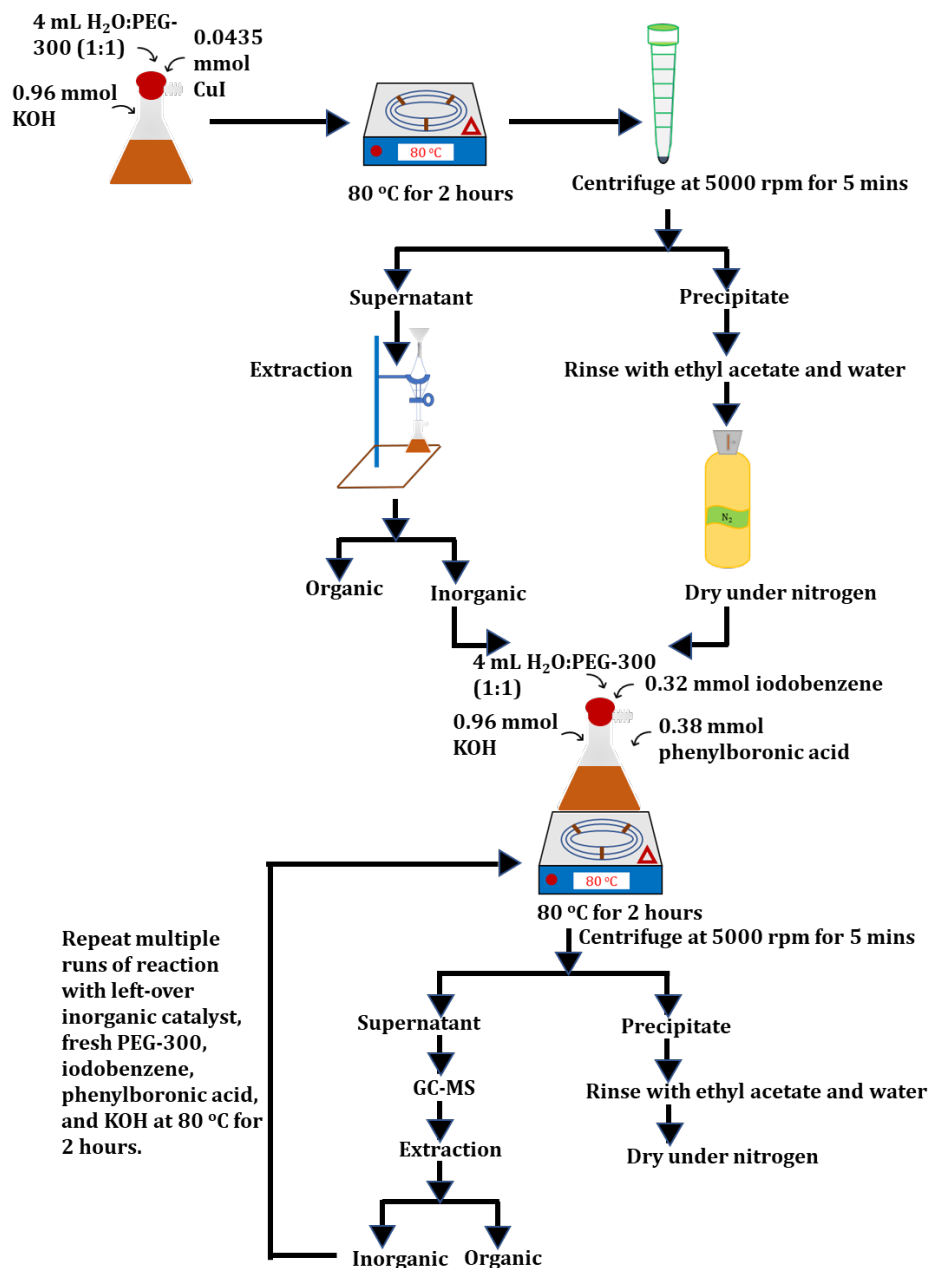 4 mL H₂O:PEG-
300 (1:1)
0.0435
mmol
CuI
0.96 mmol
KOH
80 ºC
80 ºC for 2 hours
Centrifuge at 5000 rpm for 5 mins
Supernatant
Precipitate
Extraction
Rinse with ethyl acetate and water
N₂
Organic
Inorganic
Dry under nitrogen
4 mL H₂O:PEG-300
(1:1)
0.32 mmol iodobenzene
0.96 mmol
KOH
0.38 mmol
phenylboronic acid
80 ºC
80 ºC for 2 hours
Centrifuge at 5000 rpm for 5 mins
Repeat multiple
runs of reaction
with left-over
inorganic catalyst,
fresh PEG-300,
iodobenzene,
phenylboronic acid,
and KOH at 80 ºC for
2 hours.
Supernatant
Precipitate
GC-MS
Rinse with ethyl acetate and water
Extraction
Dry under nitrogen
Inorganic
Organic